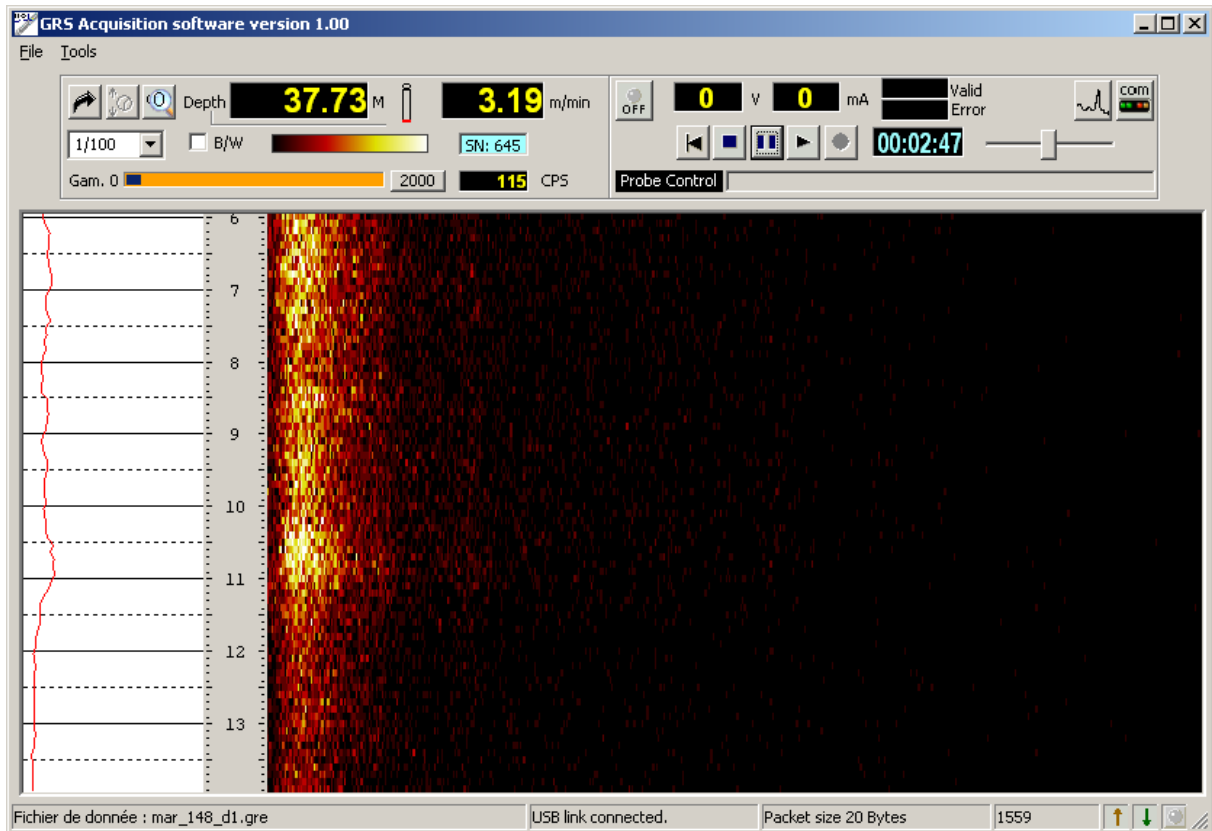 GRS Acquisition software version 1.00
File Tools
Depth 37.73 M 3.19 m/min
OFF 0 V 0 mA Valid
Error
com
1/100 B/W SN: 645
00:02:47
Gam. 0 2000 115 CPS
Probe Control
6
7
8
9
10
11
12
13
Fichier de donnée : mar_148_d1.gre USB link connected. Packet size 20 Bytes 1559